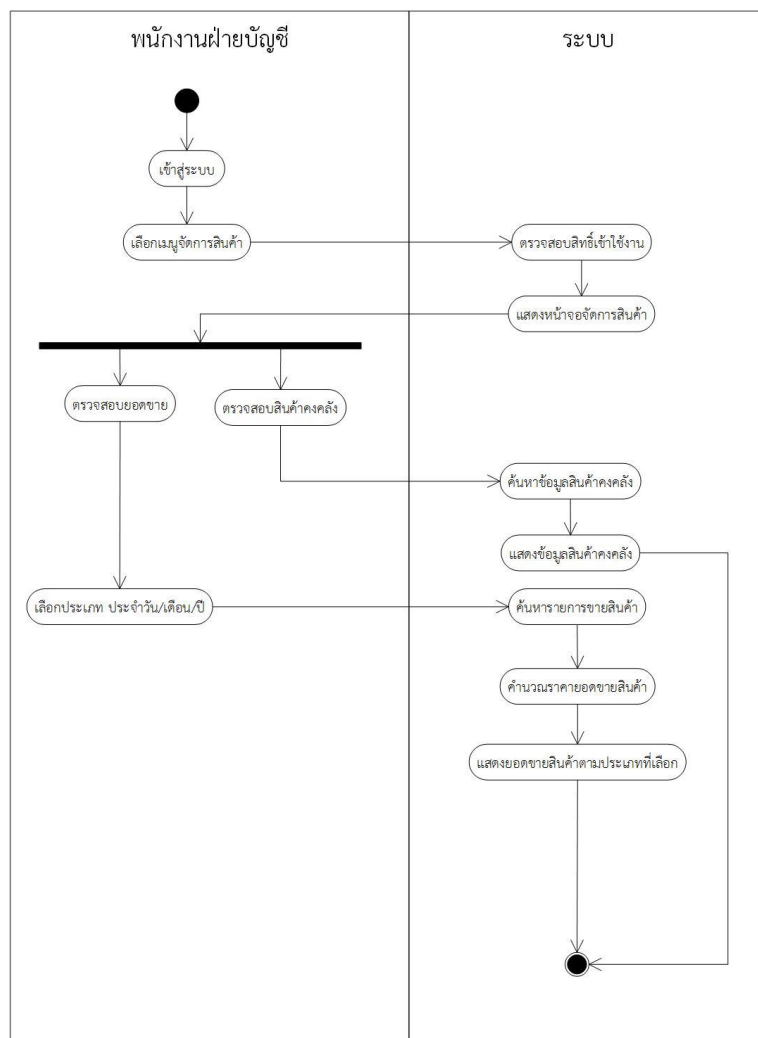 พนักงานฝ่ายบัญชี
ระบบ
เข้าสู่ระบบ
เลือกเมนูจัดการสินค้า
ตรวจสอบสิทธิ์เข้าใช้งาน
แสดงหน้าจอจัดการสินค้า
ตรวจสอบยอดขาย
ตรวจสอบสินค้าคงคลัง
ค้นหาข้อมูลสินค้าคงคลัง
แสดงข้อมูลสินค้าคงคลัง
เลือกประเภท ประจำวัน/เดือน/ปี
ค้นหารายการขายสินค้า
คำนวณราคายอดขายสินค้า
แสดงยอดขายสินค้าตามประเภทที่เลือก